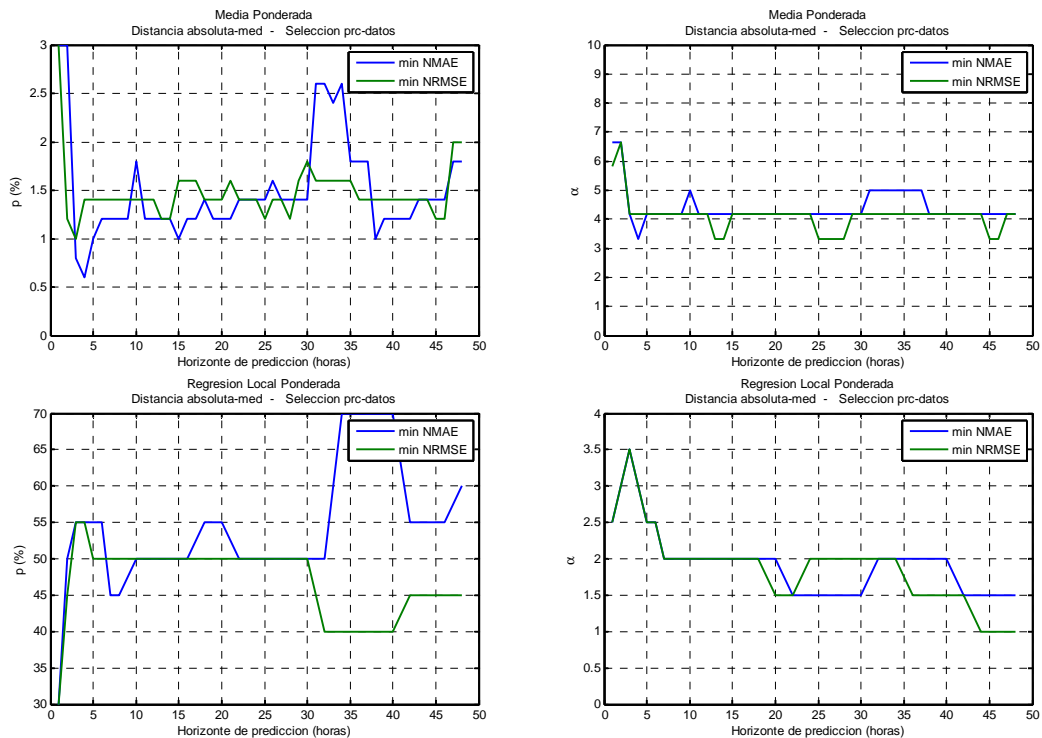 Media Ponderada
Distancia absoluta-med - Seleccion prc-datos
3
2.5
2
1.5
1
0.5
0
p (%)
min NMAE
min NRMSE
0 5 10 15 20 25 30 35 40 45 50
Horizonte de prediccion (horas)
Media Ponderada
Distancia absoluta-med - Seleccion prc-datos
10
9
8
7
6
5
4
3
2
1
0
α
min NMAE
min NRMSE
0 5 10 15 20 25 30 35 40 45 50
Horizonte de prediccion (horas)
Regresion Local Ponderada
Distancia absoluta-med - Seleccion prc-datos
70
65
60
55
50
45
40
35
30
p (%)
min NMAE
min NRMSE
0 5 10 15 20 25 30 35 40 45 50
Horizonte de prediccion (horas)
Regresion Local Ponderada
Distancia absoluta-med - Seleccion prc-datos
4
3.5
3
2.5
2
1.5
1
0.5
0
α
min NMAE
min NRMSE
0 5 10 15 20 25 30 35 40 45 50
Horizonte de prediccion (horas)